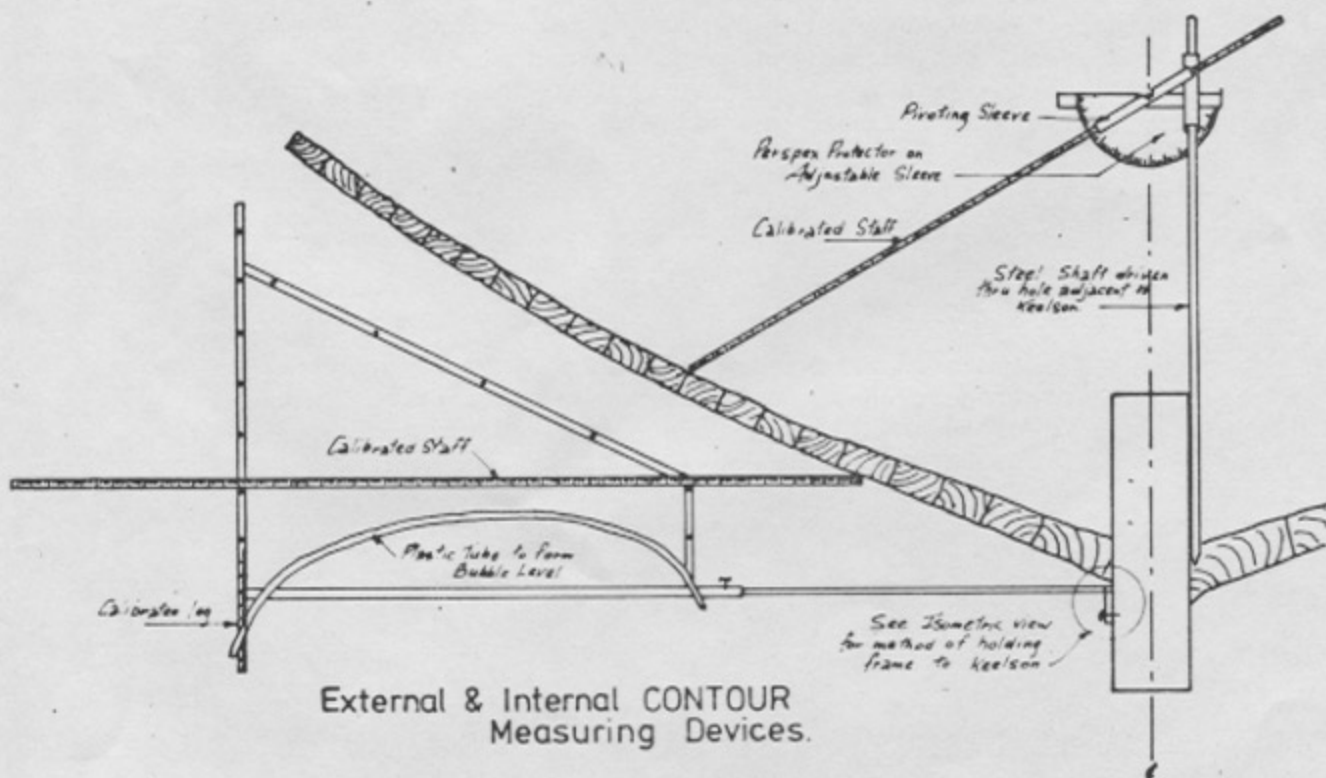 Pivoting Sleeve
Perspex Protector on
Adjustable Sleeve
Calibrated Staff
Steel Shaft driven
thru hole adjacent to
Keelson
Calibrated Staff
Plastic Tube to form
Bubble Level
Calibrated leg
See Isometric view
for method of holding
frame to Keelson
External & Internal CONTOUR
Measuring Devices.